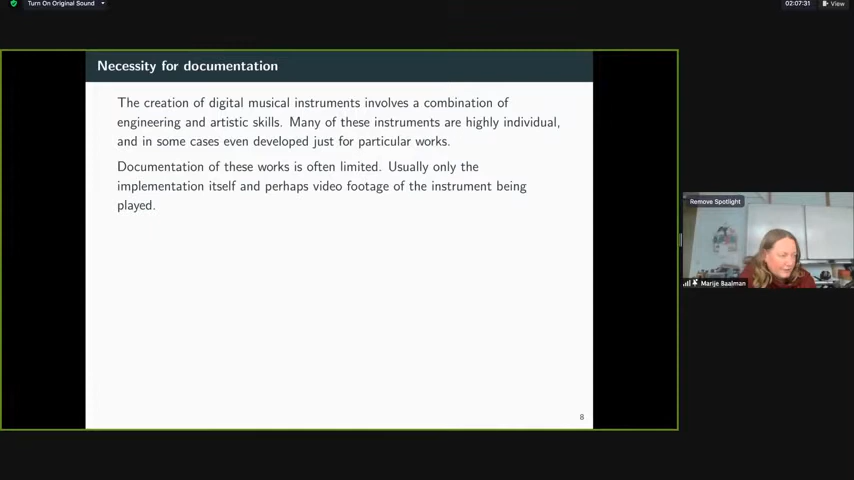 Turn On Original Sound
02:07:31
View
Necessity for documentation
The creation of digital musical instruments involves a combination of
engineering and artistic skills. Many of these instruments are highly individual,
and in some cases even developed just for particular works.
Documentation of these works is often limited. Usually only the
implementation itself and perhaps video footage of the instrument being
played.
8
Remove Spotlight
Marije Baalman